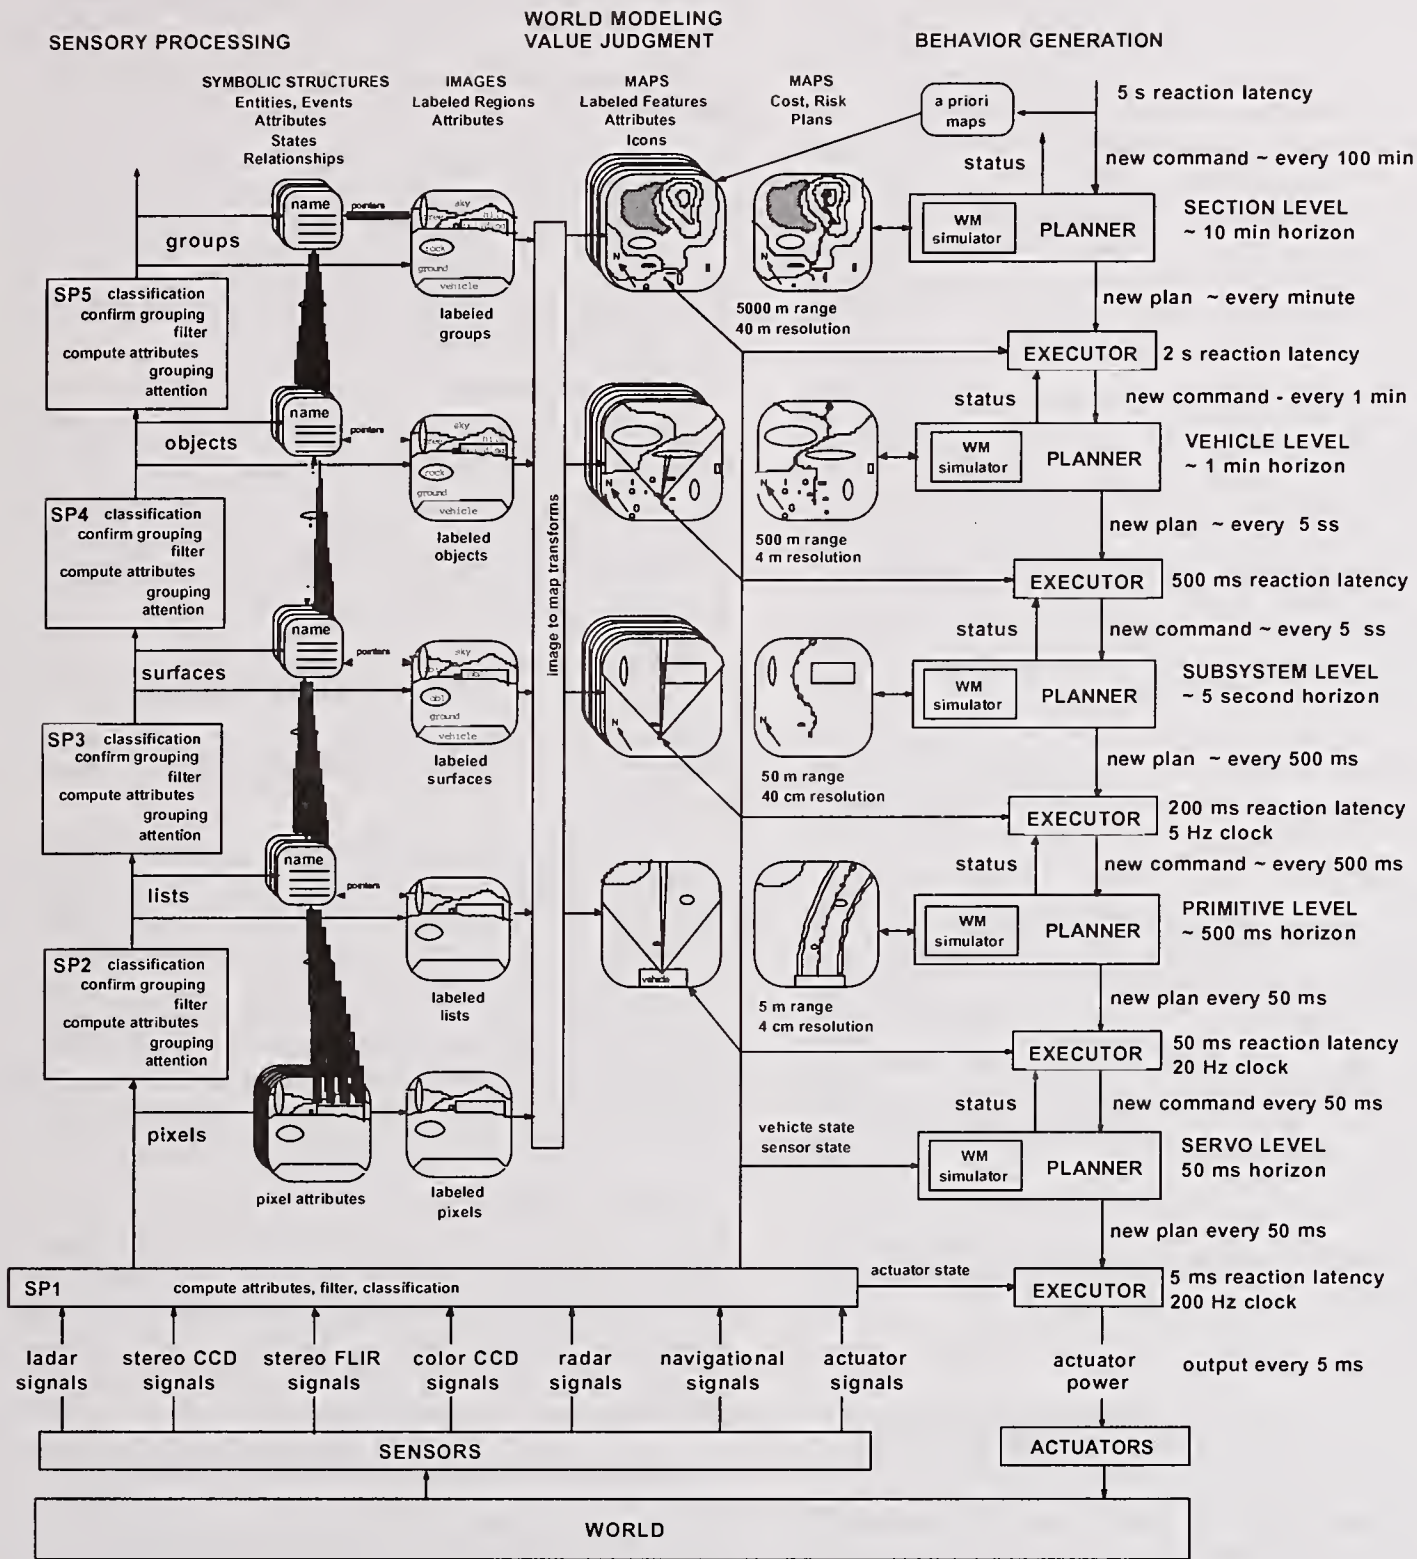 WORLD MODELING
VALUE JUDGMENT
SENSORY PROCESSING
BEHAVIOR GENERATION
SYMBOLIC STRUCTURES
Entities, Events
Attributes
States
Relationships
IMAGES
Labeled Regions
Attributes
MAPS
Labeled Features
Attributes
Icons
MAPS
Cost, Risk
Plans
a priori
maps
5 s reaction latency
status
new command ~ every 100 min
name
pointers
sky
rock
ground
vehicle
labeled
groups
groups
N
N
5000 m range
40 m resolution
WM
simulator
PLANNER
SECTION LEVEL
~ 10 min horizon
new plan ~ every minute
EXECUTOR
2 s reaction latency
SP5 classification
confirm grouping
filter
compute attributes
grouping
attention
status
new command - every 1 min
objects
name
pointers
sky
rock
ground
vehicle
labeled
objects
N
N
500 m range
4 m resolution
WM
simulator
PLANNER
VEHICLE LEVEL
~ 1 min horizon
new plan ~ every 5 ss
EXECUTOR
500 ms reaction latency
SP4 classification
confirm grouping
filter
compute attributes
grouping
attention
image to map transforms
status
new command ~ every 5 ss
surfaces
name
pointers
sky
ground
vehicle
labeled
surfaces
N
N
50 m range
40 cm resolution
WM
simulator
PLANNER
SUBSYSTEM LEVEL
~ 5 second horizon
new plan ~ every 500 ms
EXECUTOR
200 ms reaction latency
5 Hz clock
SP3 classification
confirm grouping
filter
compute attributes
grouping
attention
status
new command ~ every 500 ms
lists
name
pointers
labeled
lists
vehicle
5 m range
4 cm resolution
WM
simulator
PLANNER
PRIMITIVE LEVEL
~ 500 ms horizon
new plan every 50 ms
EXECUTOR
50 ms reaction latency
20 Hz clock
SP2 classification
confirm grouping
filter
compute attributes
grouping
attention
status
new command every 50 ms
pixels
pixel attributes
labeled
pixels
vehicte state
sensor state
WM
simulator
PLANNER
SERVO LEVEL
50 ms horizon
new plan every 50 ms
SP1 compute attributes, filter, classification
actuator state
EXECUTOR
5 ms reaction latency
200 Hz clock
ladar
signals
stereo CCD
signals
stereo FLIR
signals
color CCD
signals
radar
signals
navigational
signals
actuator
signals
actuator
power
output every 5 ms
SENSORS
ACTUATORS
WORLD